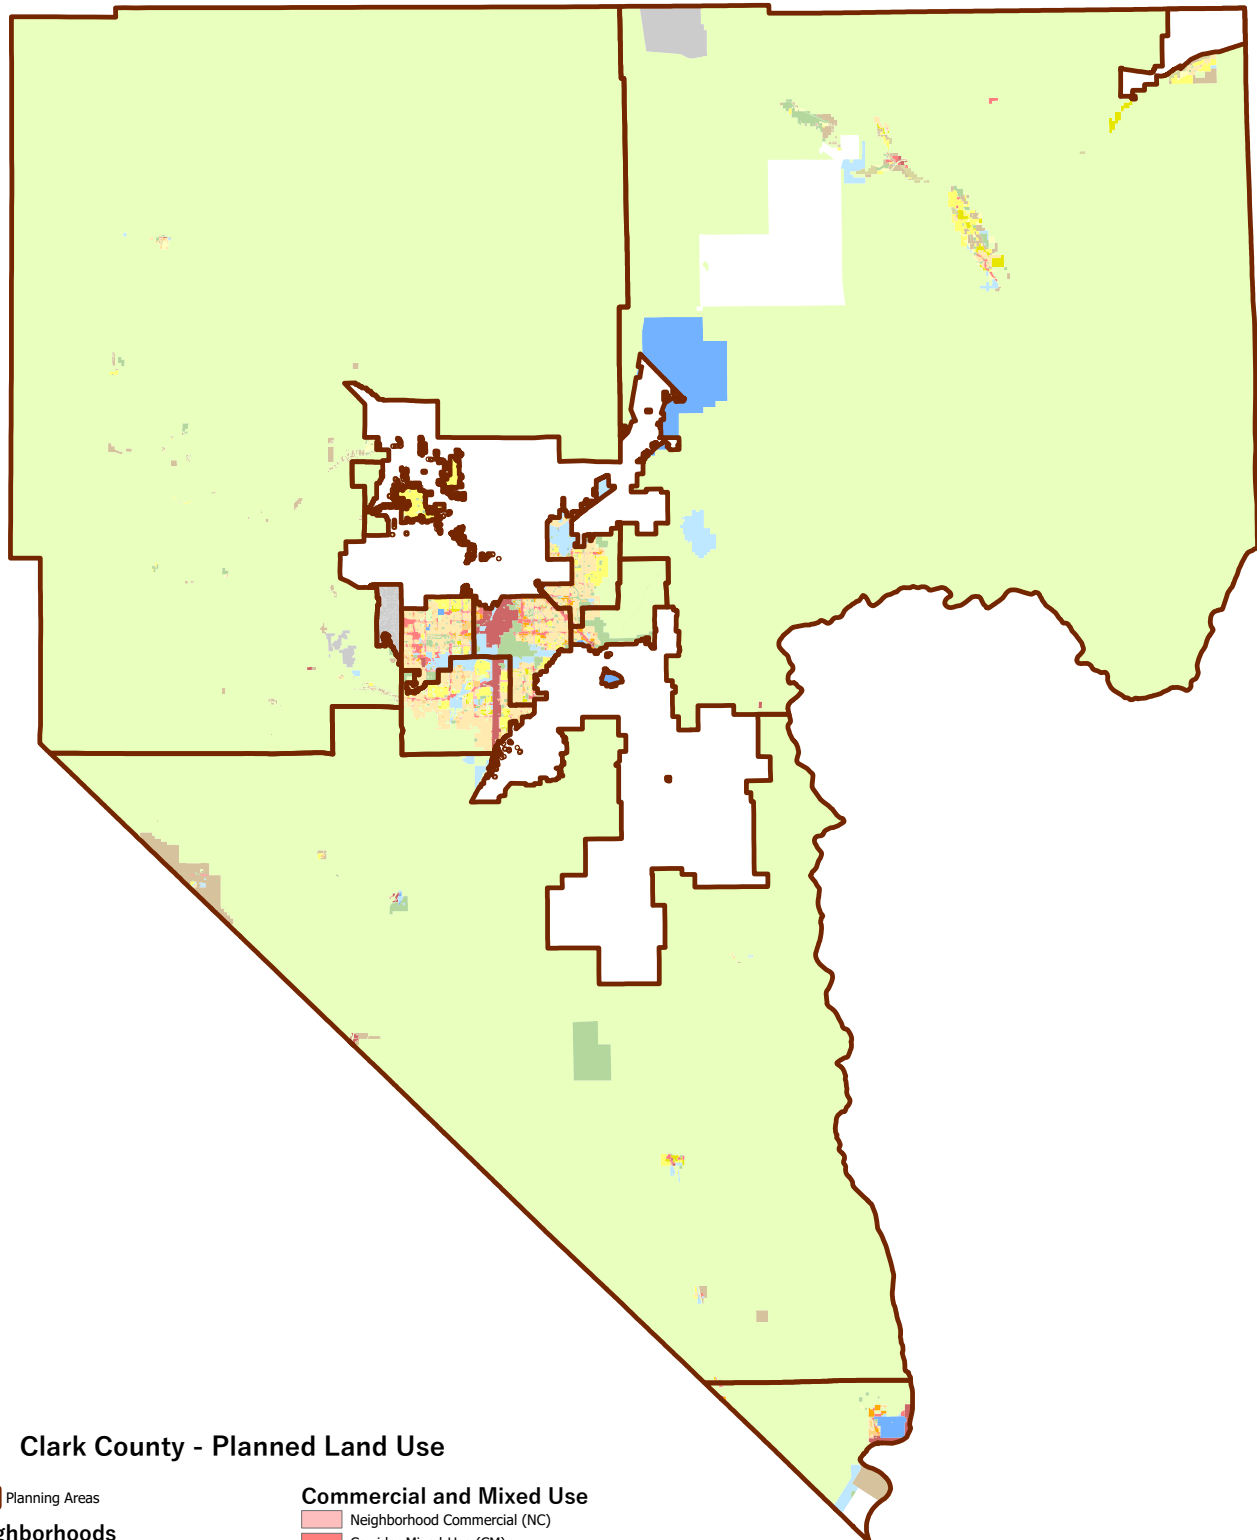 Clark County - Planned Land Use
Planning Areas
Commercial and Mixed Use
Neighborhood Commercial (NC)